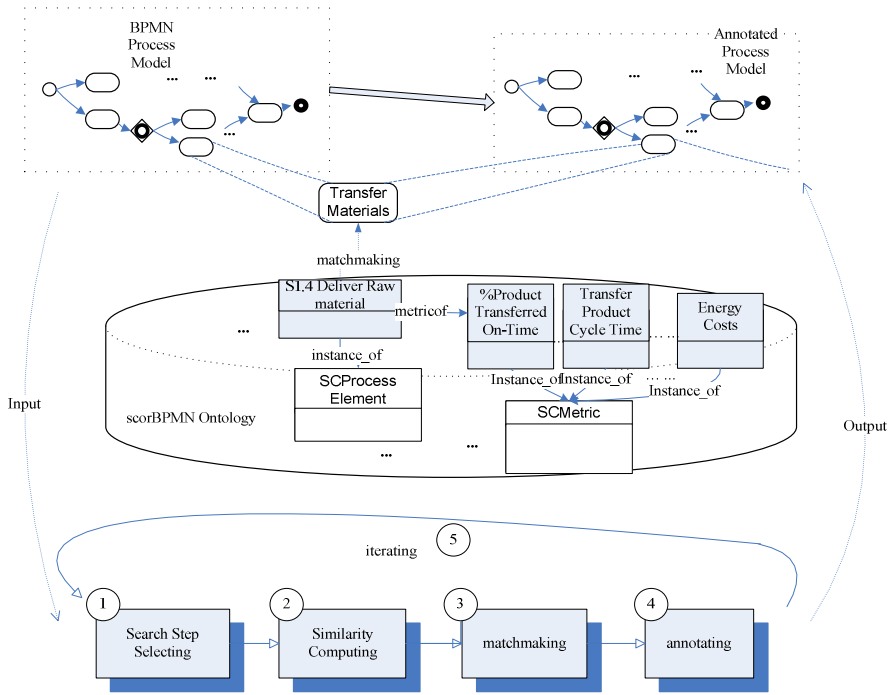 BPMN
Process
Model
...
...
...
Annotated
Process
Model
...
...
...
Transfer
Materials
matchmaking
S1,4 Deliver Raw
material
metricof
%Product
Transferred
On-Time
Transfer
Product
Cycle Time
Energy
Costs
...
instance_of
Instance_of
Instance_of
... ...
Instance_of
SCProcess
Element
SCMetric
scorBPMN Ontology
...
...
Input
Output
iterating
5
1
Search Step
Selecting
2
Similarity
Computing
3
matchmaking
4
annotating